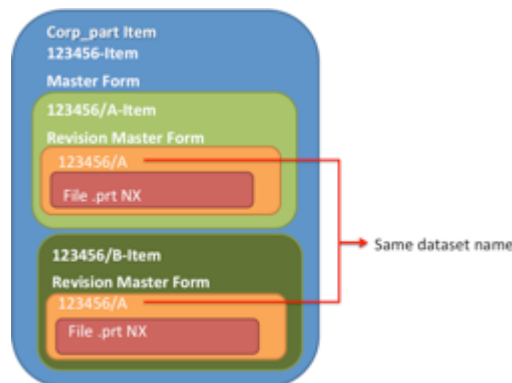 Corp_part Item
123456-Item
Master Form
123456/A-Item
Revision Master Form
123456/A
File .prt NX
Same dataset name
123456/B-Item
Revision Master Form
123456/A
File .prt NX